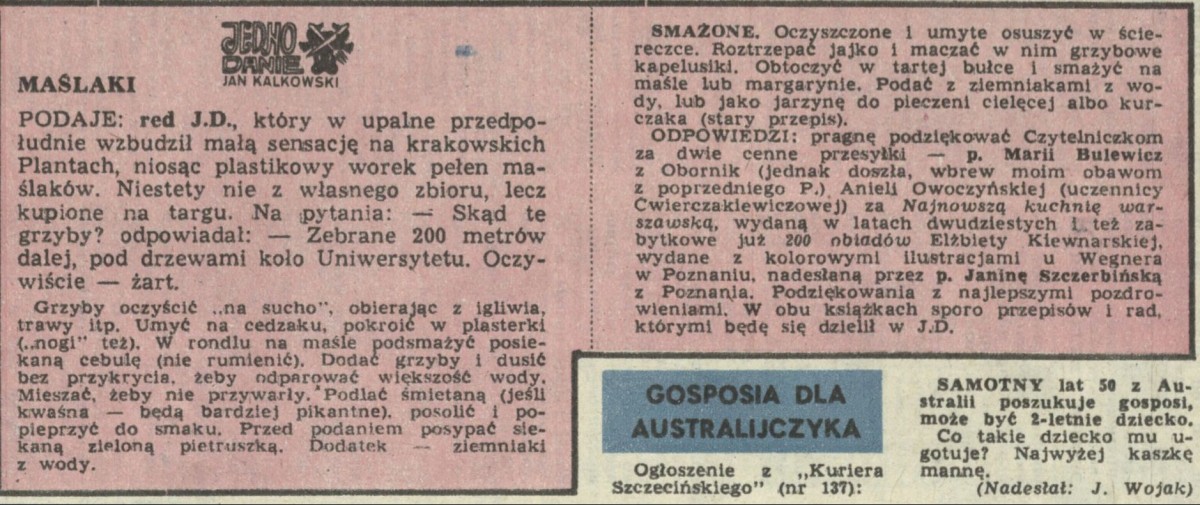 JEDNO
DANIE
JAN KALKOWSKI
MAŚLAKI
PODAJE: red J.D., który w upalne przedpo-
łudnie wzbudził małą sensację na krakowskich
Plantach, niosąc plastikowy worek pełen ma-
ślaków. Niestety nie z własnego zbioru, lecz
kupione na targu. Na pytania: — Skąd te
grzyby? odpowiadał: — Zebrane 200 metrów
dalej, pod drzewami koło Uniwersytetu. Oczy-
wiście — żart.
Grzyby oczyścić „na sucho", obierając z igliwia,
trawy itp. Umyć na cedzaku, pokroić w plasterki
(„nogi" też). W rondlu na maśle podsmażyć posie-
kaną cebulę (nie rumienić). Dodać grzyby i dusić
bez przykrycia, żeby odparować większość wody.
Mieszać, żeby nie przywarły. Podlać śmietaną (jeśli
kwaśna — będą bardziej pikantne), posolić i po-
pieprzyć do smaku. Przed podaniem posypać sie-
kaną zieloną pietruszką. Dodatek — ziemniaki
z wody.
SMAŻONE. Oczyszczone i umyte osuszyć w ście-
reczce. Roztrzepać jajko i maczać w nim grzybowe
kapelusiki. Obtoczyć w tartej bułce i smażyć na
maśle lub margarynie. Podać z ziemniakami z wo-
dy, lub jako jarzynę do pieczeni cielęcej albo kur-
czaka (stary przepis).
ODPOWIEDZI: pragnę podziękować Czytelniczkom
za dwie cenne przesyłki — p. Marii Bulewicz
z Obornik (jednak doszła, wbrew moim obawom
z poprzedniego P.) Anieli Owoczyńskiej (uczennicy
Ćwierczakiewiczowej) za Najnowszą kuchnię war-
szawską, wydaną w latach dwudziestych i też za-
bytkowe już 200 obiadów Elżbiety Kiewnarskiej,
wydane z kolorowymi ilustracjami u Wegnera
w Poznaniu, nadesłaną przez p. Janinę Szczerbińską
z Poznania. Podziękowania z najlepszymi pozdro-
wieniami. W obu książkach sporo przepisów i rad,
którymi będę się dzielił w J.D.
GOSPOSIA DLA
AUSTRALIJCZYKA
Ogłoszenie z „Kuriera
Szczecińskiego" (nr 137):
SAMOTNY lat 50 z Au-
stralii poszukuje gosposi,
może być 2-letnie dziecko.
Co takie dziecko mu u-
gotuje? Najwyżej kaszkę
mannę.
(Nadesłał: J. Wojak)